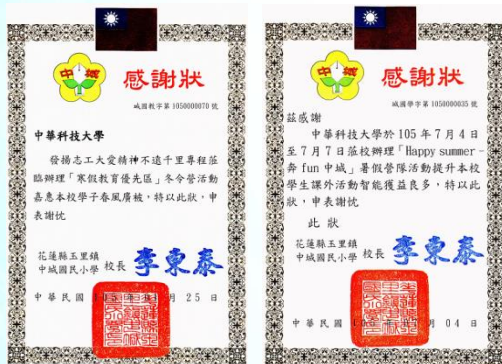 中城
感謝狀
城國教字第1050000070號
中華科技大學
發揚志工大愛精神不遠千里專程蒞
臨辦理「寒假教育優先區」冬令營活動
嘉惠本校學子春風廣被，特以此狀，申
表謝忱
花蓮縣玉里鎮
中城國民小學 校長 李東泰
中華民國 105 年 月 25 日
中城
感謝狀
城國學字第1050000035號
茲感謝
中華科技大學於105年7月4日
至7月7日蒞校辦理「Happy summer-
奔fun中城」暑假營隊活動提升本校
學生課外活動智能獲益良多，特以此
狀，申表謝忱
此狀
花蓮縣玉里鎮
中城國民小學 校長 李東泰
中華民國 月 04 日